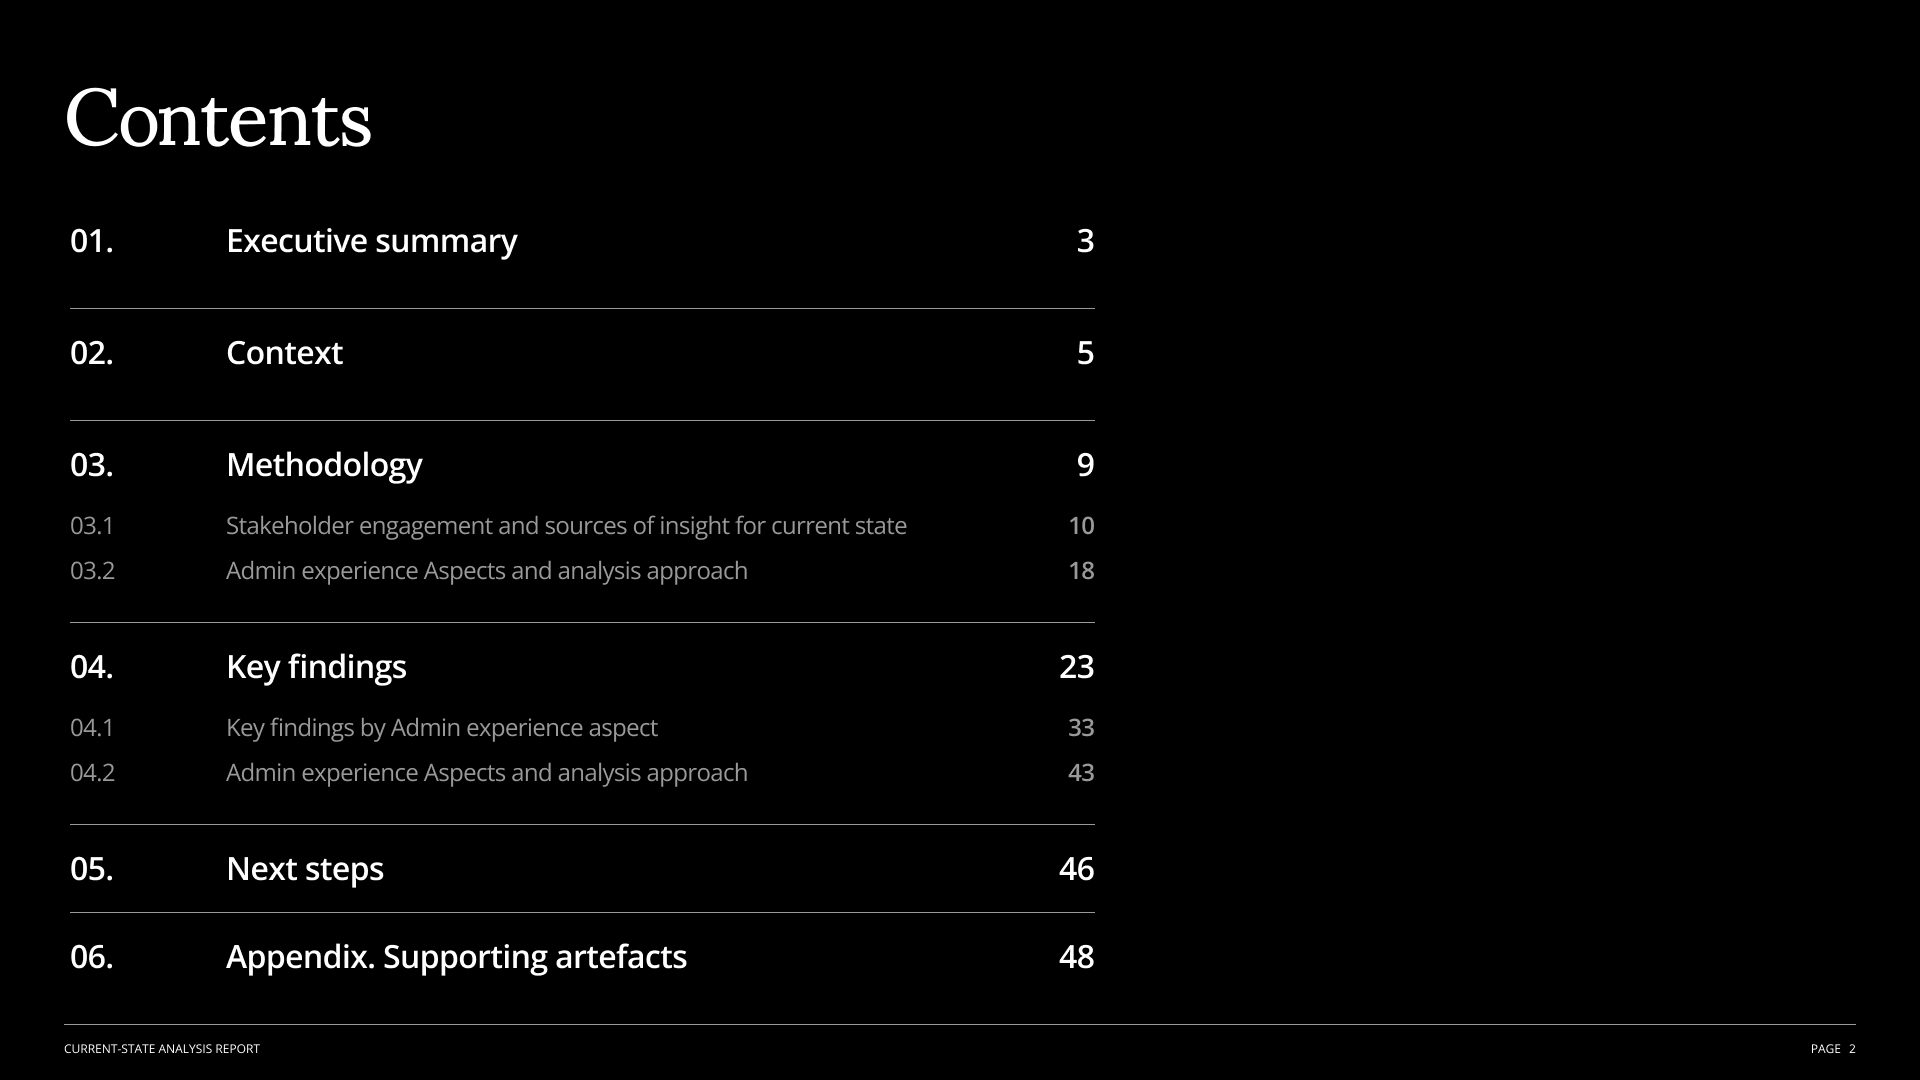 Contents
01. Executive summary 3
02. Context 5
03. Methodology 9
03.1 Stakeholder engagement and sources of insight for current state 10
03.2 Admin experience Aspects and analysis approach 18
04. Key findings 23
04.1 Key findings by Admin experience aspect 33
04.2 Admin experience Aspects and analysis approach 43
05. Next steps 46
06. Appendix. Supporting artefacts 48
CURRENT-STATE ANALYSIS REPORT PAGE 2